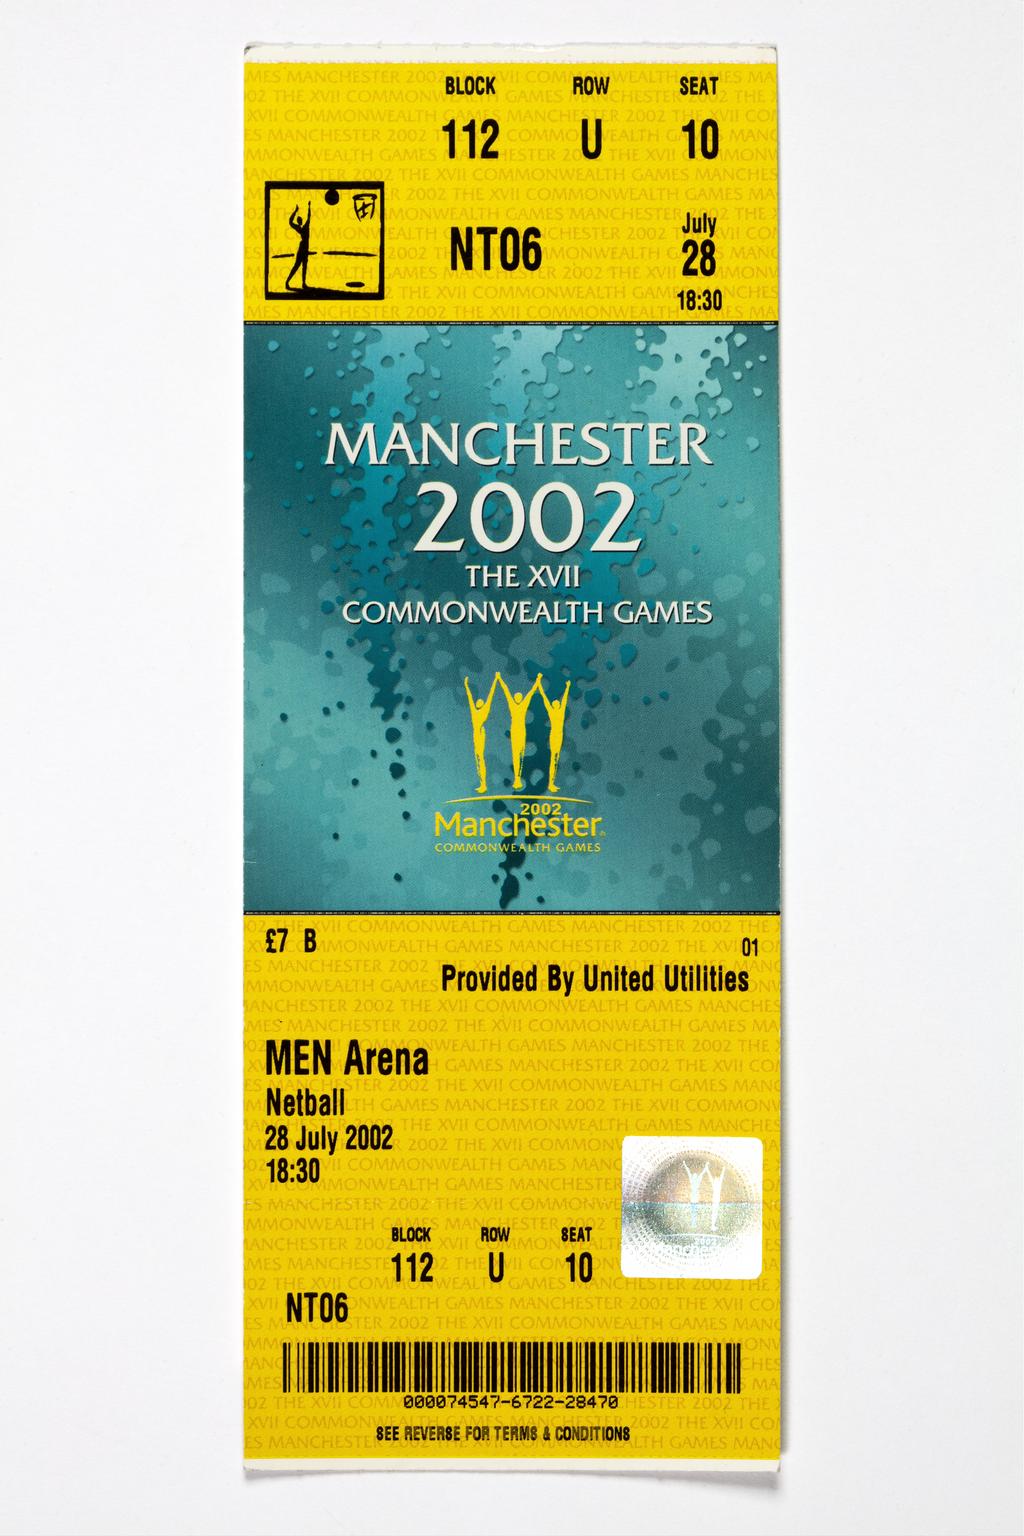 BLOCK ROW SEAT
112 U 10
NT06
July
28
18:30
MANCHESTER
2002
THE XVII
COMMONWEALTH GAMES
2002
Manchester
COMMONWEALTH GAMES
£7 B
01
Provided By United Utilities
MEN Arena
Netball
28 July 2002
18:30
BLOCK ROW SEAT
112 U 10
NT06
000074547-6722-28470
SEE REVERSE FOR TERMS & CONDITIONS